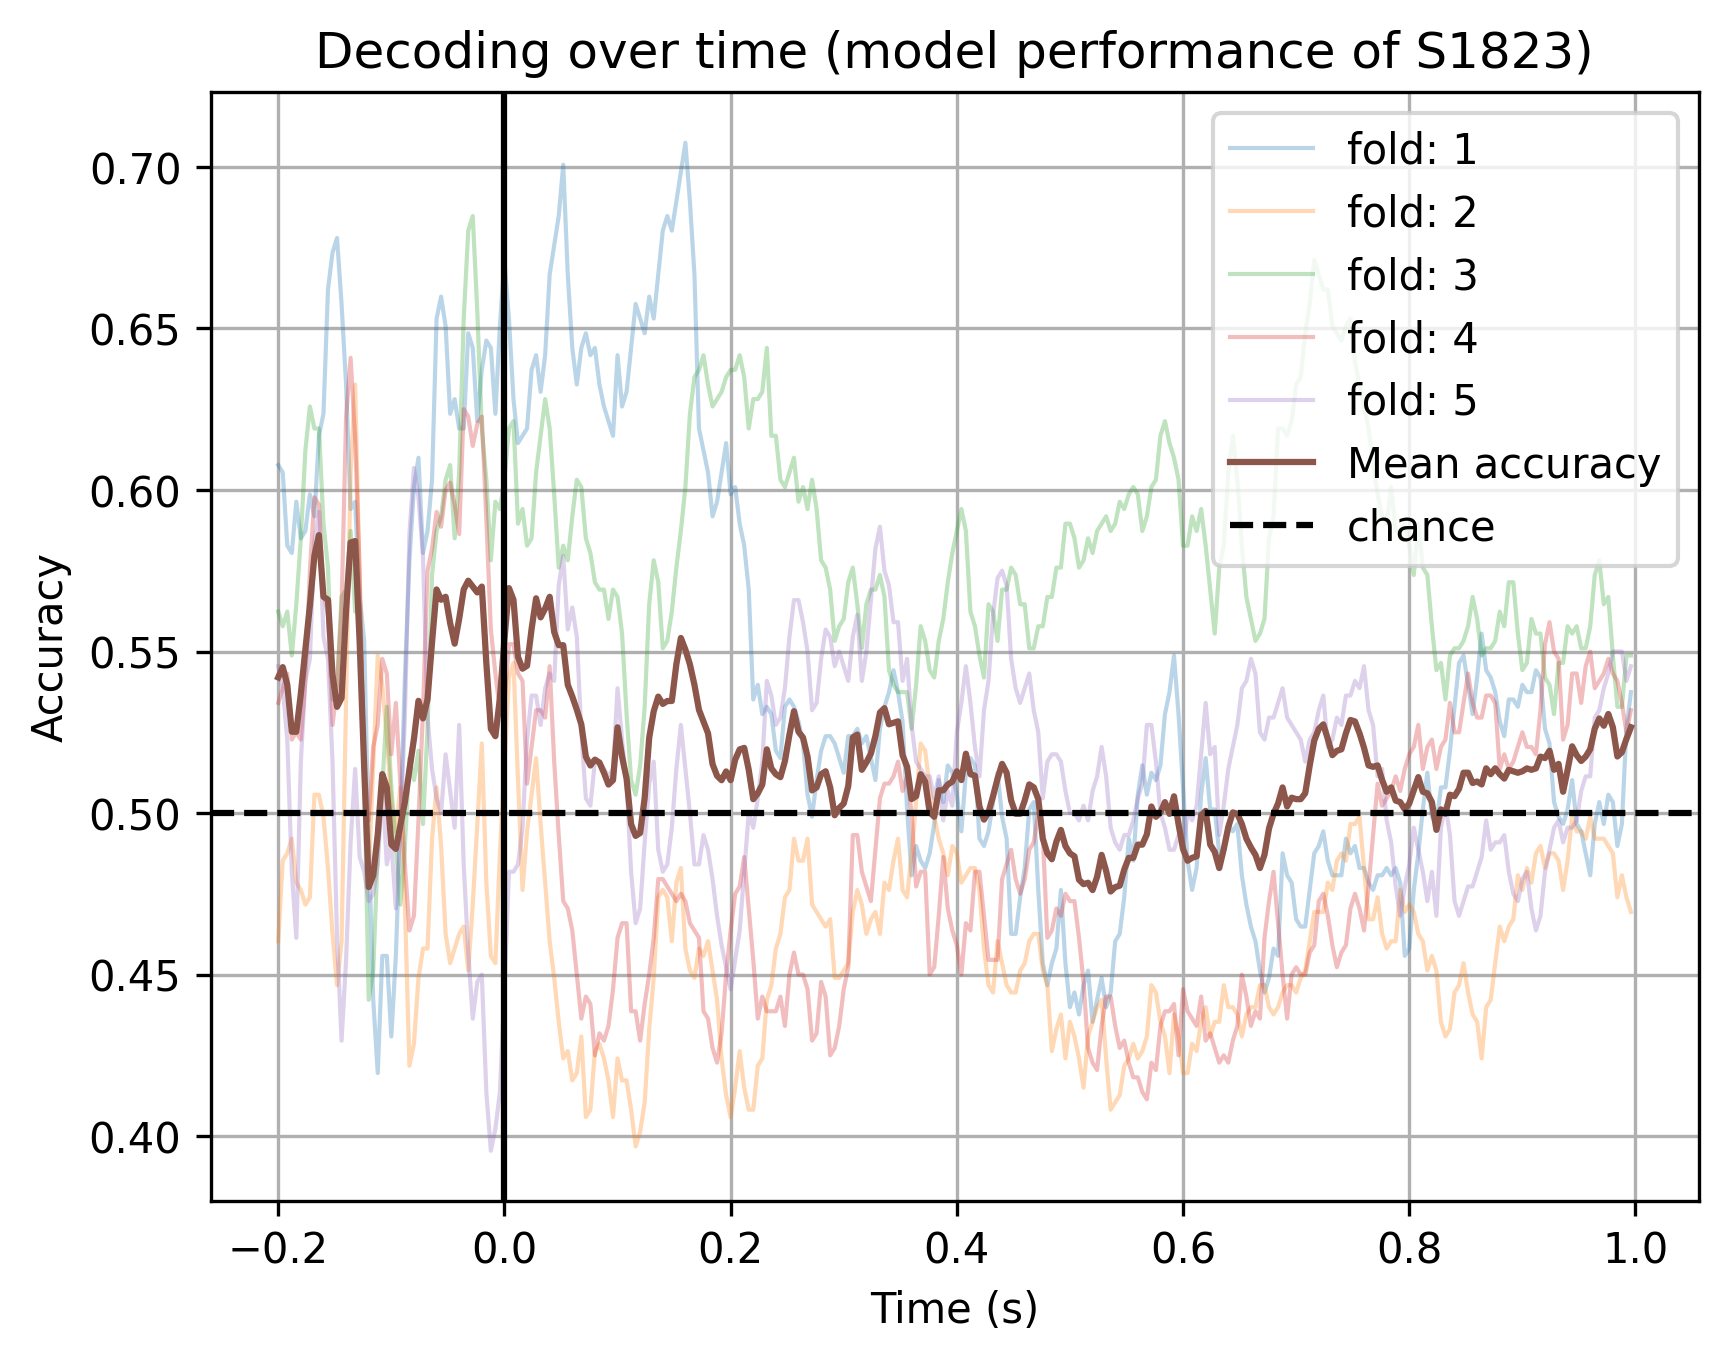 Decoding over time (model performance of S1823)
Accuracy
0.70
0.65
0.60
0.55
0.50
0.45
0.40
fold: 1
fold: 2
fold: 3
fold: 4
fold: 5
Mean accuracy
chance
−0.2
0.0
0.2
0.4
0.6
0.8
1.0
Time (s)